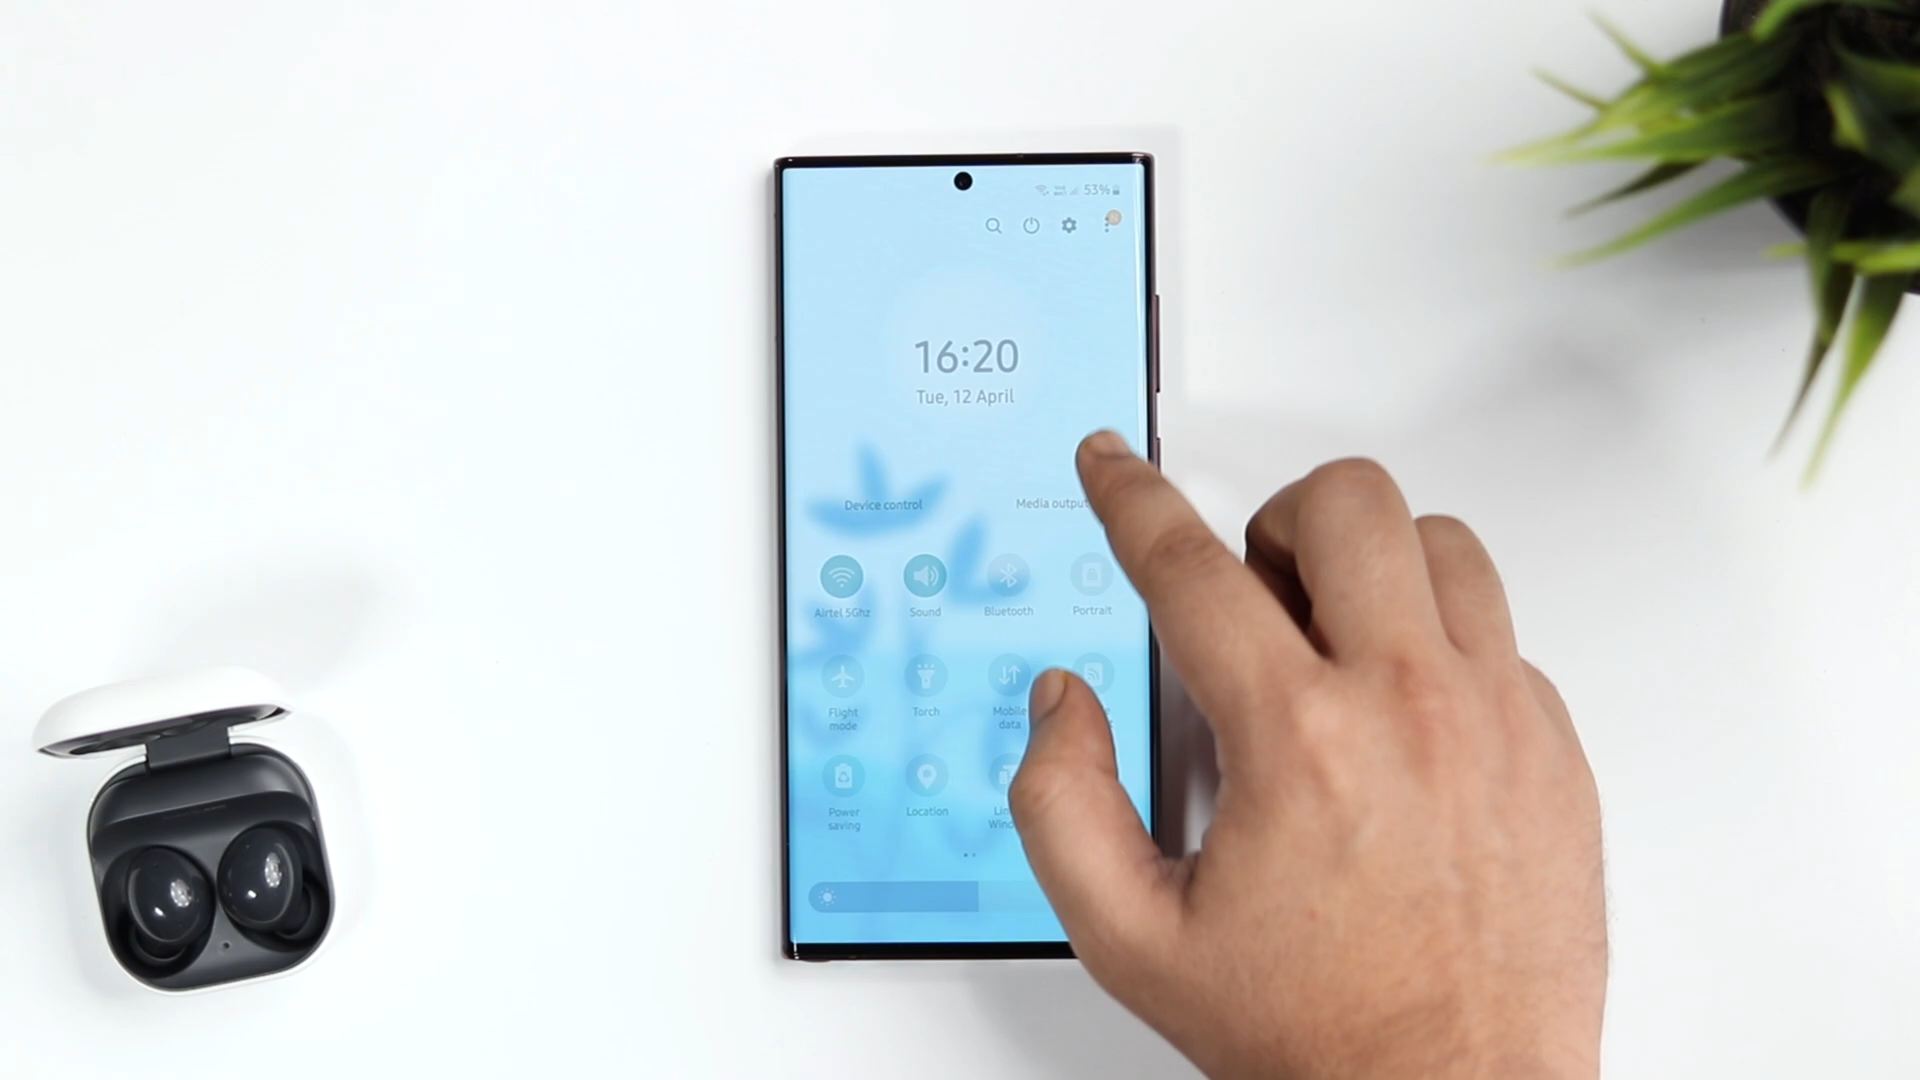 53%
16:20
Tue, 12 April
Device control
Media output
Airtel 5Ghz
Sound
Bluetooth
Portrait
Flight
mode
Torch
Mobile
data
Power
saving
Location